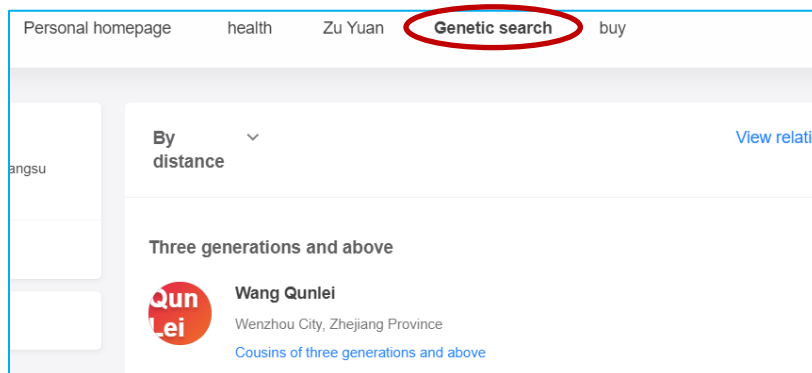 Personal homepage health Zu Yuan Genetic search buy
By
distance
View relati
angsu
Three generations and above
Qun
Lei
Wang Qunlei
Wenzhou City, Zhejiang Province
Cousins of three generations and above